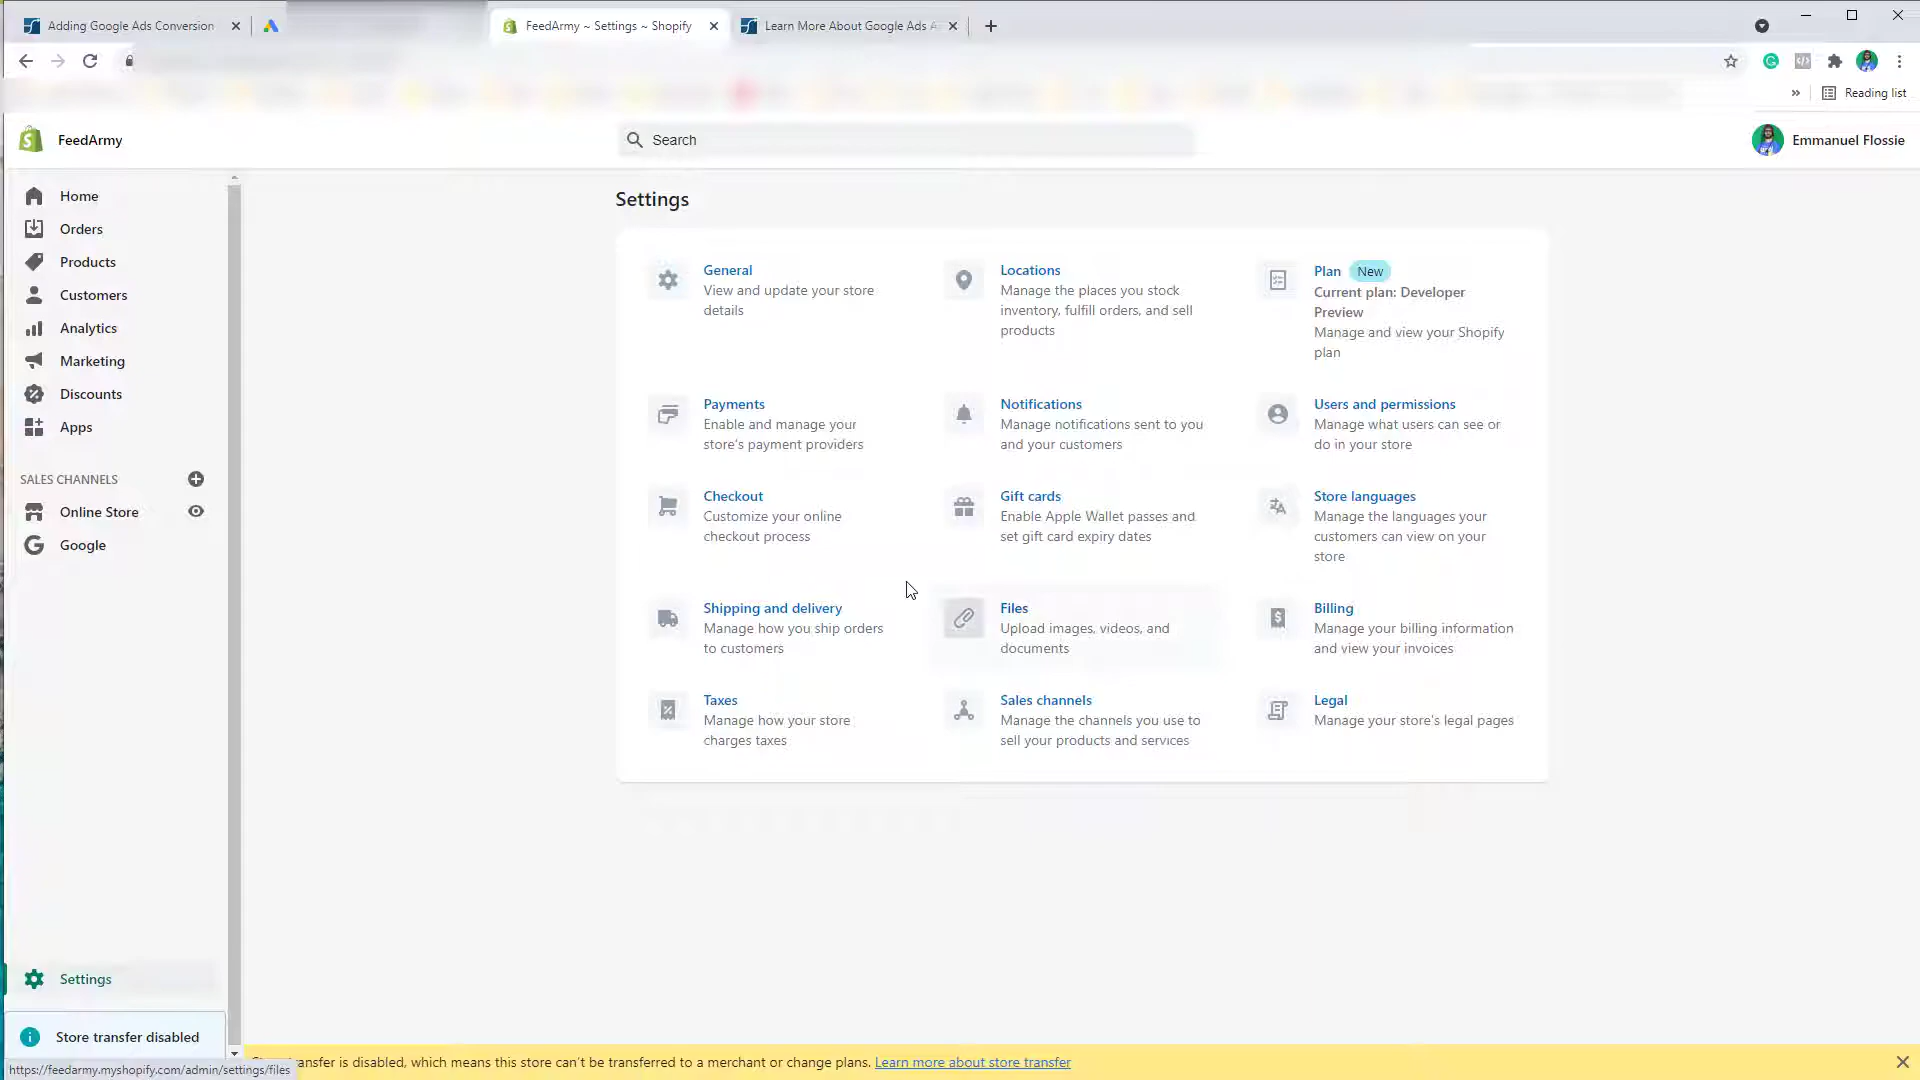 Adding Google Ads Conversion
FeedArmy ~ Settings ~ Shopify
Learn More About Google Ads A
Reading list
FeedArmy
Search
Emmanuel Flossie
Home
Orders
Products
Customers
Analytics
Marketing
Discounts
Apps
SALES CHANNELS
Online Store
Google
Settings
Store transfer disabled
Settings
General
View and update your store
details
Locations
Manage the places you stock
inventory, fulfill orders, and sell
products
Plan New
Current plan: Developer
Preview
Manage and view your Shopify
plan
Payments
Enable and manage your
store's payment providers
Notifications
Manage notifications sent to you
and your customers
Users and permissions
Manage what users can see or
do in your store
Checkout
Customize your online
checkout process
Gift cards
Enable Apple Wallet passes and
set gift card expiry dates
Store languages
Manage the languages your
customers can view on your
store
Shipping and delivery
Manage how you ship orders
to customers
Files
Upload images, videos, and
documents
Billing
Manage your billing information
and view your invoices
Taxes
Manage how your store
charges taxes
Sales channels
Manage the channels you use to
sell your products and services
Legal
Manage your store's legal pages
ansfer is disabled, which means this store can't be transferred to a merchant or change plans. Learn more about store transfer
https://feedarmy.myshopify.com/admin/settings/files